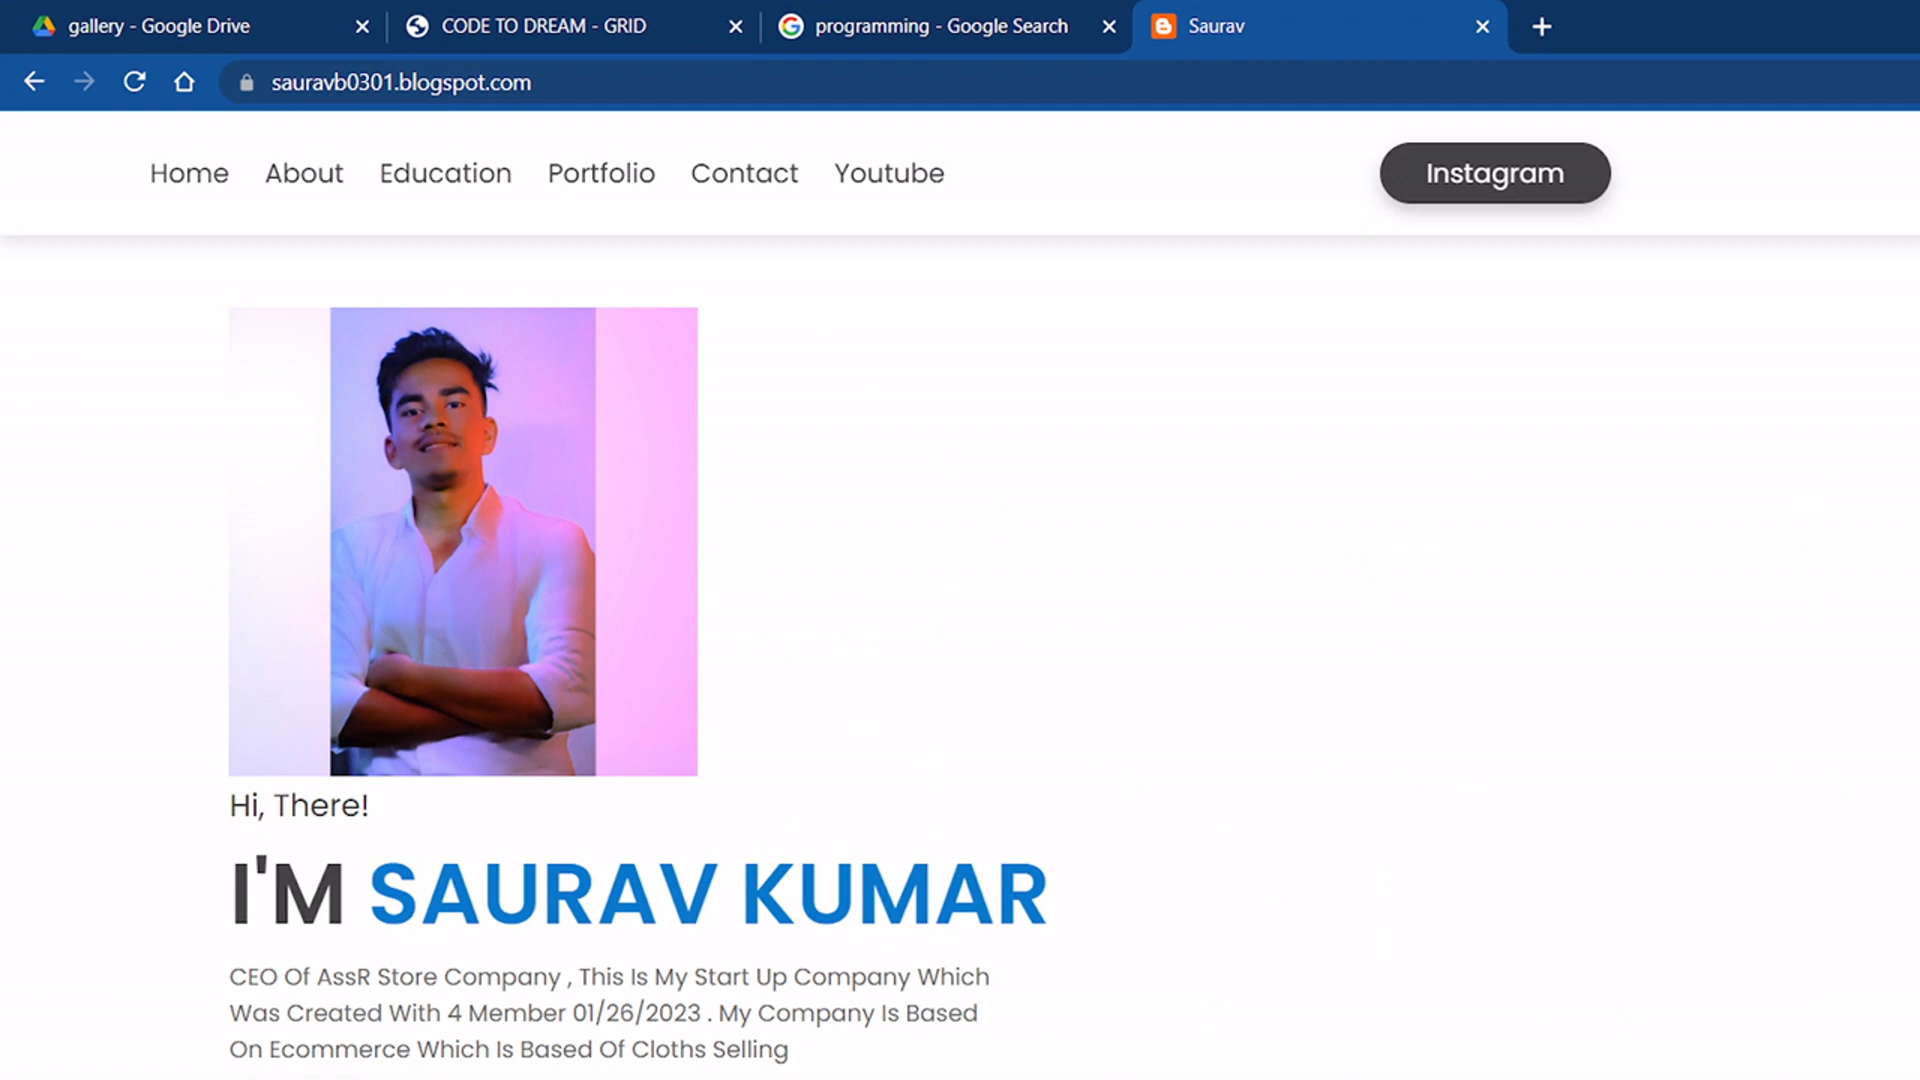 gallery - Google Drive
CODE TO DREAM - GRID
programming - Google Search
Saurav
sauravb0301.blogspot.com
Home About Education Portfolio Contact Youtube Instagram
Hi, There!
I'M SAURAV KUMAR
CEO Of AssR Store Company , This Is My Start Up Company Which
Was Created With 4 Member 01/26/2023 . My Company Is Based
On Ecommerce Which Is Based Of Cloths Selling